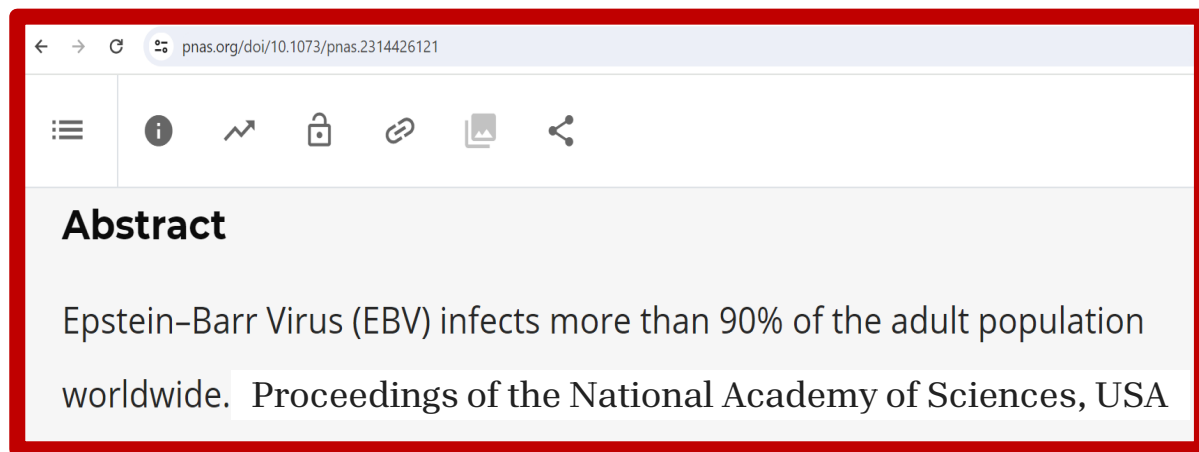 pnas.org/doi/10.1073/pnas.2314426121
Abstract
Epstein–Barr Virus (EBV) infects more than 90% of the adult population
worldwide. Proceedings of the National Academy of Sciences, USA